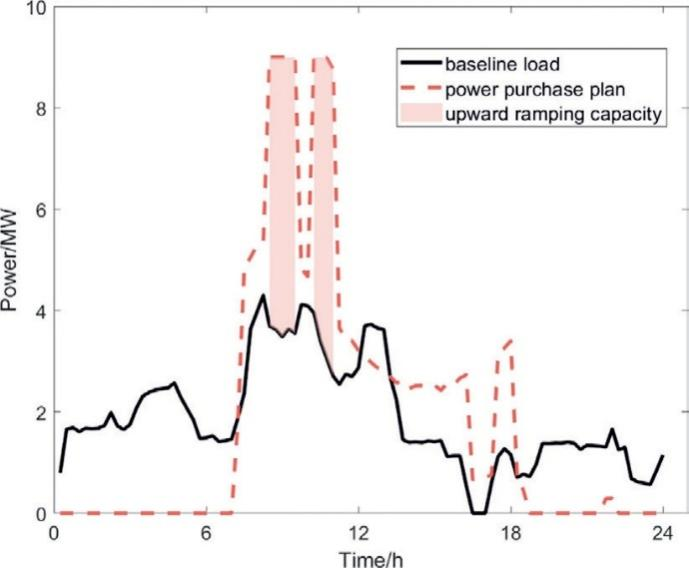 10
8
6
4
2
0
Power/MW
baseline load
power purchase plan
upward ramping capacity
0 6 12 18 24
Time/h